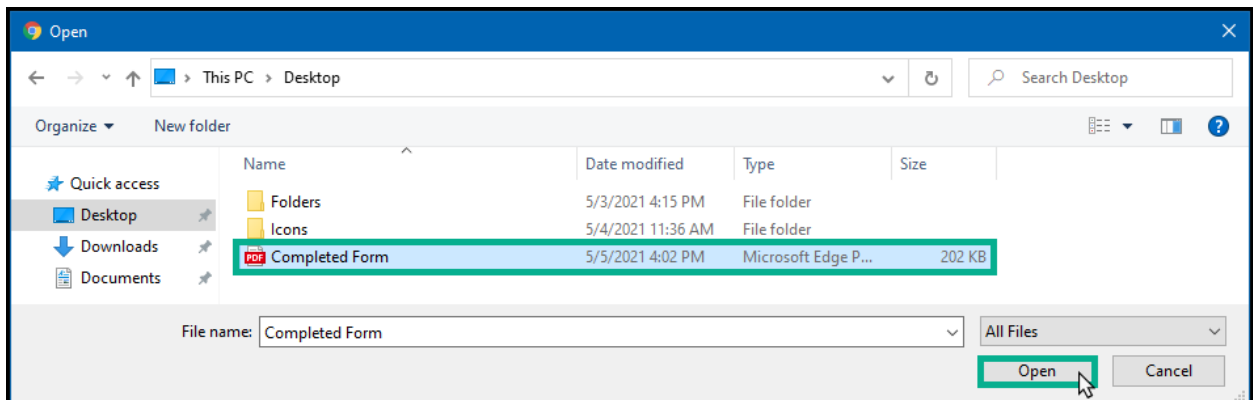 Open
This PC > Desktop
Search Desktop
Organize
New folder
?
Name
Date modified
Type
Size
Quick access
Desktop
Downloads
Documents
Folders 5/3/2021 4:15 PM File folder
Icons 5/4/2021 11:36 AM File folder
PDF Completed Form 5/5/2021 4:02 PM Microsoft Edge P... 202 KB
File name: Completed Form
All Files
Open
Cancel